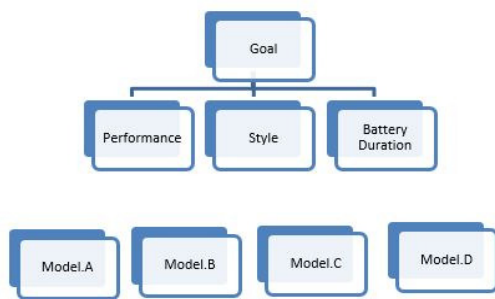 Goal
Performance
Style
Battery
Duration
Model.A
Model.B
Model.C
Model.D